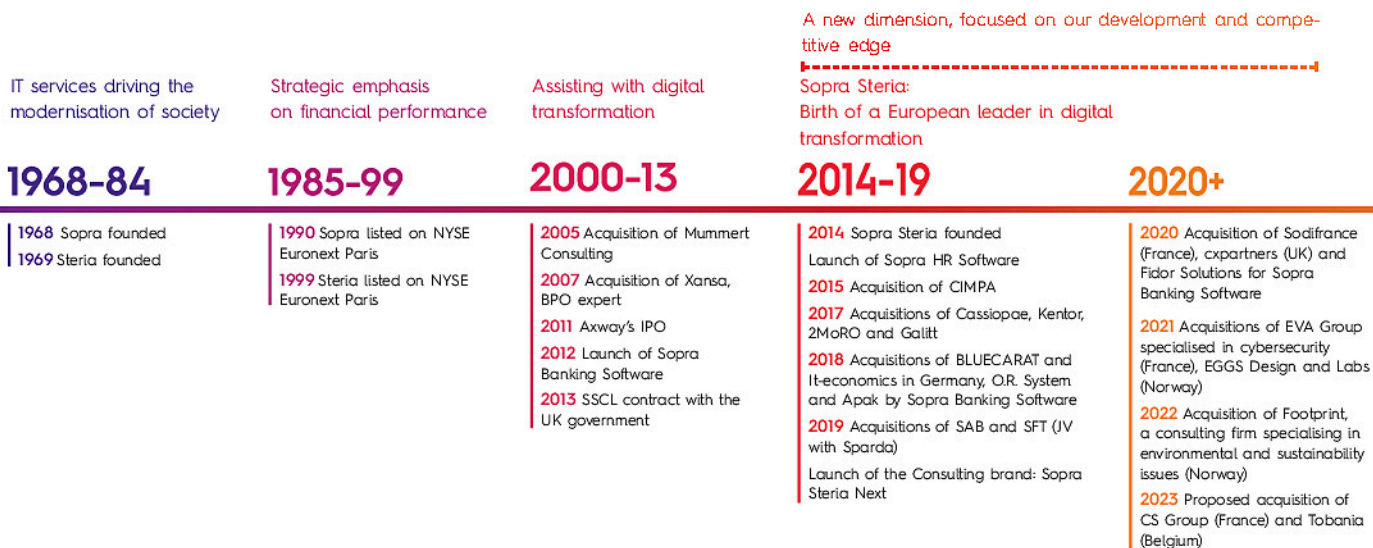 A new dimension, focused on our development and compe-
titive edge
IT services driving the
modernisation of society
1968-84
1968 Sopra founded
1969 Steria founded
Strategic emphasis
on financial performance
1985-99
1990 Sopra listed on NYSE
Euronext Paris
1999 Steria listed on NYSE
Euronext Paris
Assisting with digital
transformation
2000-13
2005 Acquisition of Mummert
Consulting
2007 Acquisition of Xansa,
BPO expert
2011 Axway's IPO
2012 Launch of Sopra
Banking Software
2013 SSCL contract with the
UK government
Sopra Steria:
Birth of a European leader in digital
transformation
2014-19
2014 Sopra Steria founded
Launch of Sopra HR Software
2015 Acquisition of CIMPA
2017 Acquisitions of Cassiopae, Kentor,
2MoRO and Galitt
2018 Acquisitions of BLUECARAT and
It-economics in Germany, O.R. System
and Apak by Sopra Banking Software
2019 Acquisitions of SAB and SFT (JV
with Sparda)
Launch of the Consulting brand: Sopra
Steria Next
2020+
2020 Acquisition of Sodifrance
(France), cxpartners (UK) and
Fidor Solutions for Sopra
Banking Software
2021 Acquisitions of EVA Group
specialised in cybersecurity
(France), EGGS Design and Labs
(Norway)
2022 Acquisition of Footprint,
a consulting firm specialising in
environmental and sustainability
issues (Norway)
2023 Proposed acquisition of
CS Group (France) and Tobania
(Belgium)